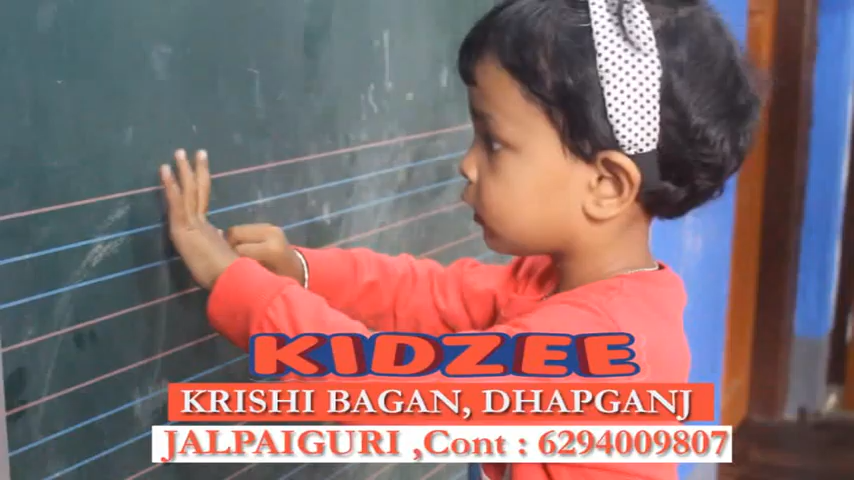 KIDZEE
KRISHI BAGAN, DHAPGANJ
JALPAIGURI ,Cont : 6294009807